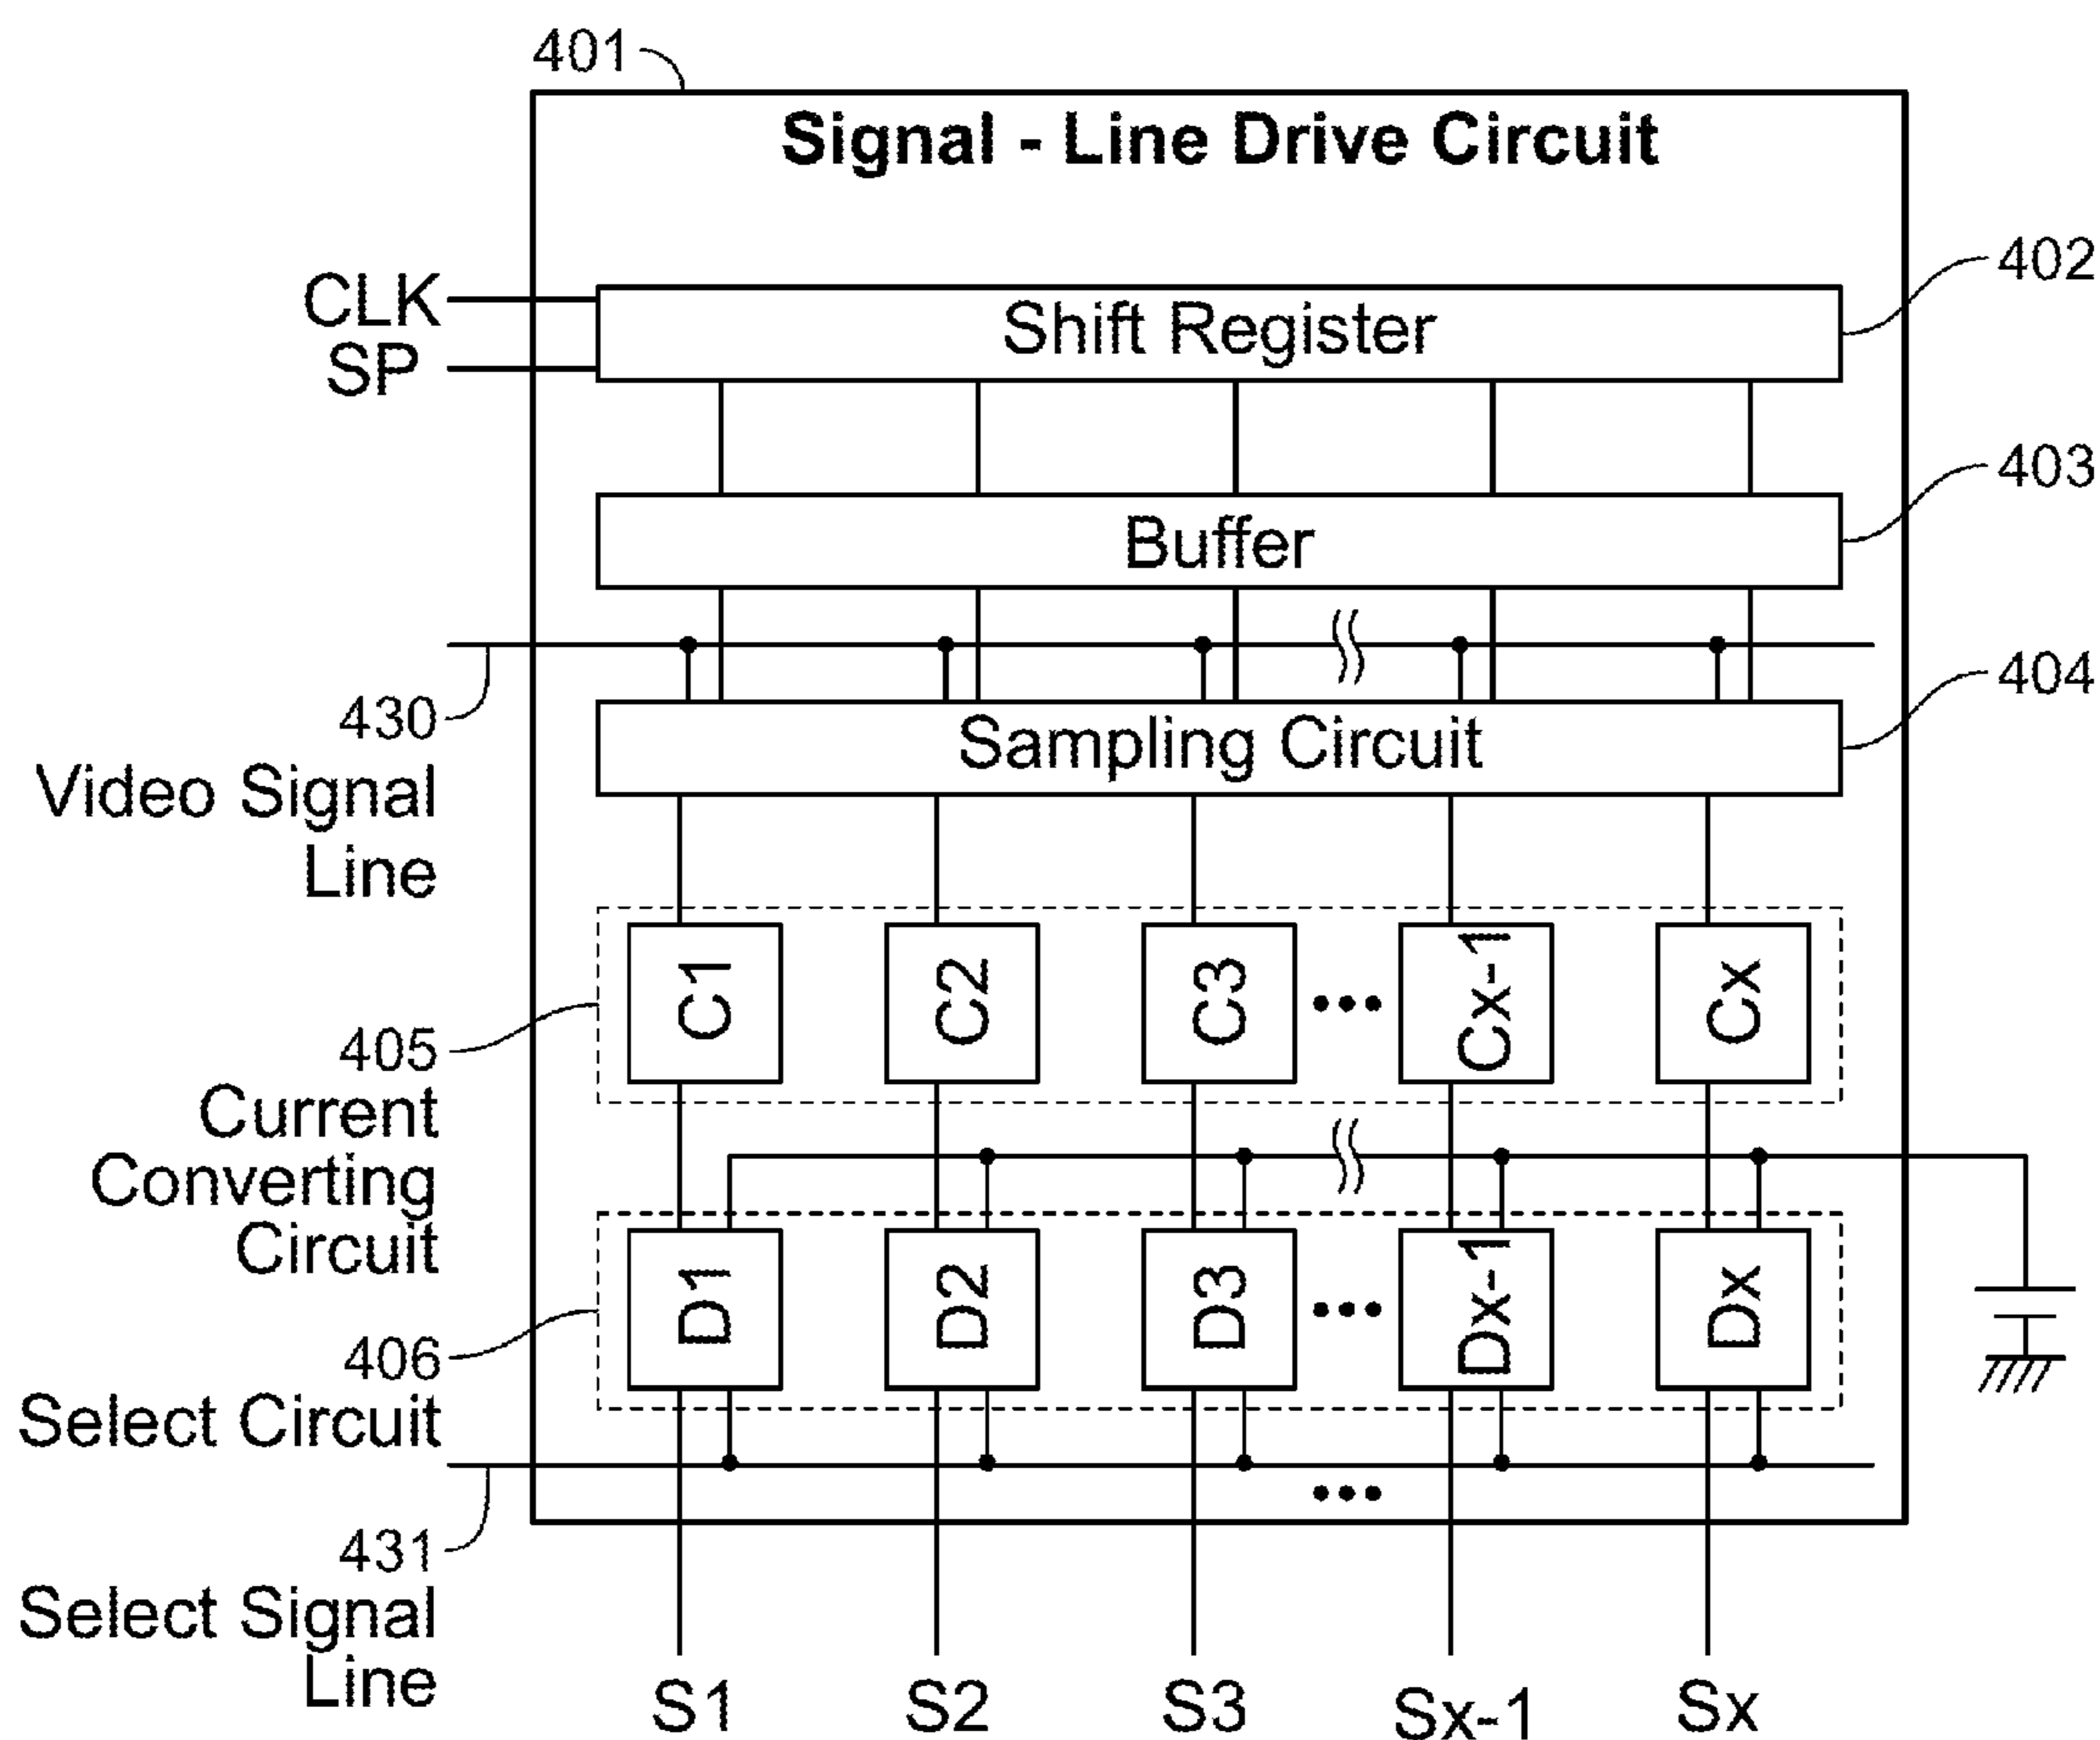 401
Signal - Line Drive Circuit
CLK
SP
Shift Register
402
Buffer
403
430
Video Signal
Line
Sampling Circuit
404
C1
C2
C3
Cx-1
Cx
405
Current
Converting
Circuit
D1
D2
D3
Dx-1
Dx
406
Select Circuit
431
Select Signal
Line
S1
S2
S3
Sx-1
Sx